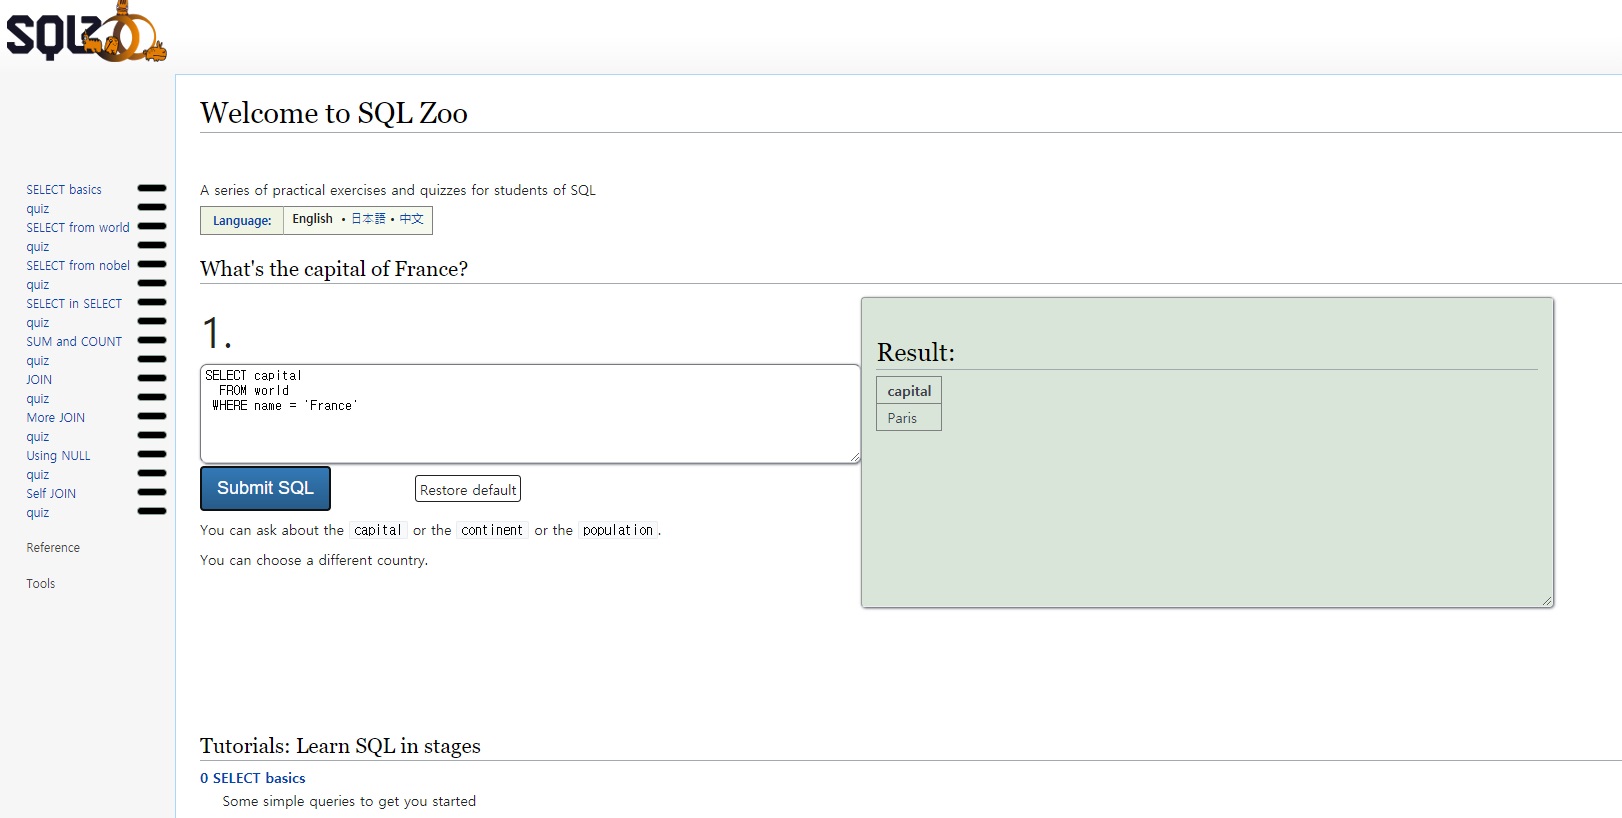 SQLZOO
Welcome to SQL Zoo
SELECT basics
quiz
SELECT from world
quiz
SELECT from nobel
quiz
SELECT in SELECT
quiz
SUM and COUNT
quiz
JOIN
quiz
More JOIN
quiz
Using NULL
quiz
Self JOIN
quiz
Reference
Tools
A series of practical exercises and quizzes for students of SQL
Language: English • 日本語 • 中文
What's the capital of France?
1.
SELECT capital
FROM world
WHERE name = 'France'
Submit SQL Restore default
You can ask about the capital or the continent or the population.
You can choose a different country.
Result:
capital
Paris
Tutorials: Learn SQL in stages
0 SELECT basics
Some simple queries to get you started